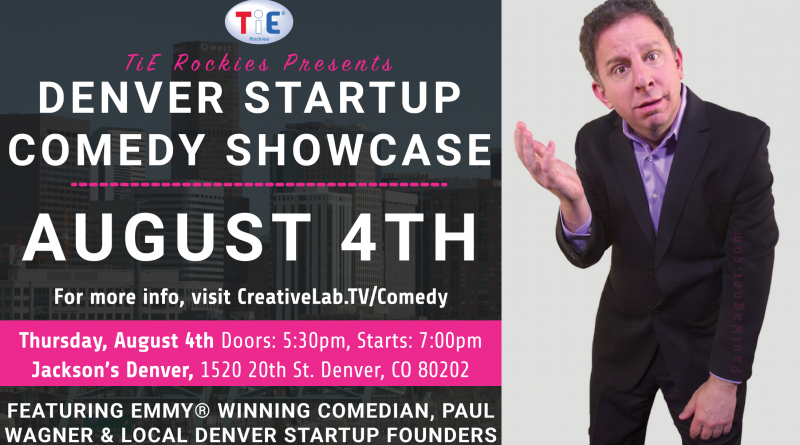 TiE®
Rockies
QWEST
TiE Rockies Presents
DENVER STARTUP
COMEDY SHOWCASE
AUGUST 4TH
For more info, visit CreativeLab.TV/Comedy
Thursday, August 4th Doors: 5:30pm, Starts: 7:00pm
Jackson's Denver, 1520 20th St. Denver, CO 80202
FEATURING EMMY® WINNING COMEDIAN, PAUL
WAGNER & LOCAL DENVER STARTUP FOUNDERS
PaulWagner.com